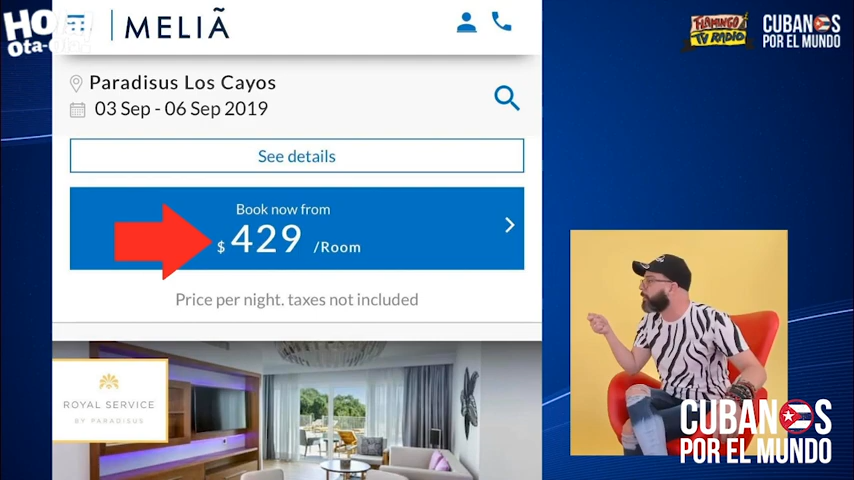 HOLA
Ota-Ola
MELIÃ
FLAMINGO
TV RADIO
CUBANOS
POR EL MUNDO
Paradisus Los Cayos
03 Sep - 06 Sep 2019
See details
Book now from
$ 429 /Room
Price per night. taxes not included
ROYAL SERVICE
BY PARADISUS
CUBANOS
POR EL MUNDO